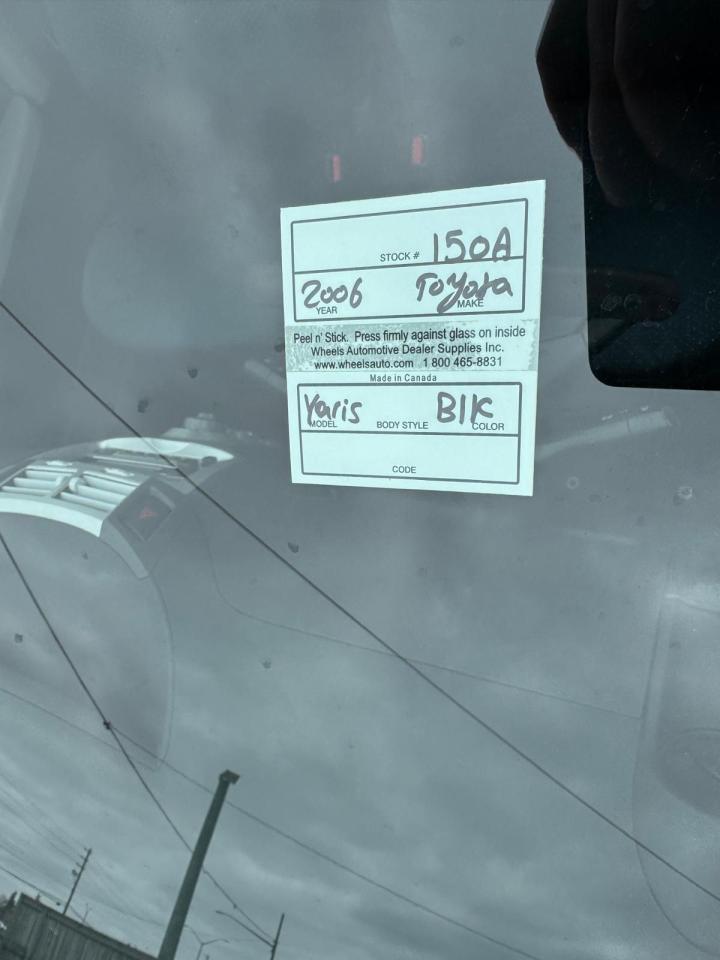 STOCK # 150A
2006 Toyota
YEAR MAKE
Peel n' Stick. Press firmly against glass on inside
Wheels Automotive Dealer Supplies Inc.
www.wheelsauto.com 1 800 465-8831
Made in Canada
Yaris Blk
MODEL BODY STYLE COLOR
CODE